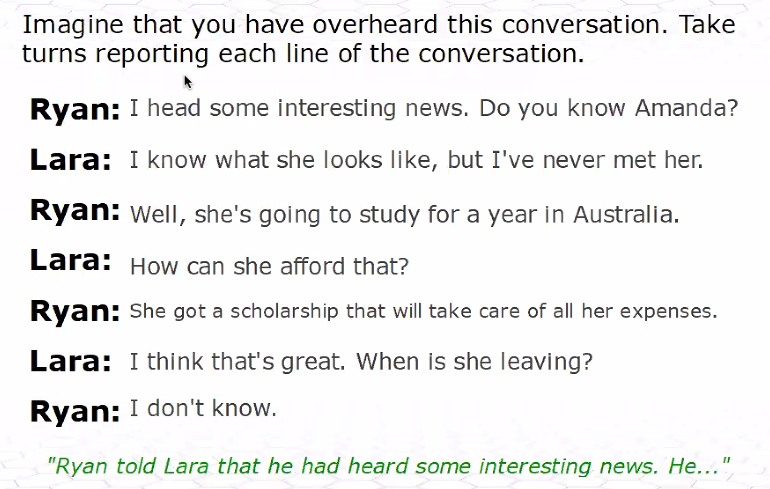 Imagine that you have overheard this conversation. Take
turns reporting each line of the conversation.
Ryan: I head some interesting news. Do you know Amanda?
Lara: I know what she looks like, but I've never met her.
Ryan: Well, she's going to study for a year in Australia.
Lara: How can she afford that?
Ryan: She got a scholarship that will take care of all her expenses.
Lara: I think that's great. When is she leaving?
Ryan: I don't know.
"Ryan told Lara that he had heard some interesting news. He..."